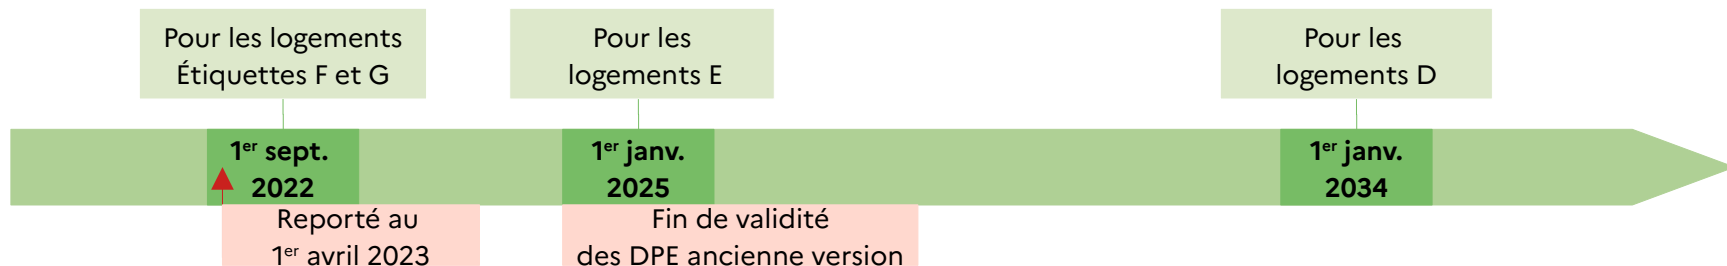 Pour les logements
Étiquettes F et G
Pour les
logements E
Pour les
logements D
1er sept.
2022
1er janv.
2025
1er janv.
2034
Reporté au
1er avril 2023
Fin de validité
des DPE ancienne version